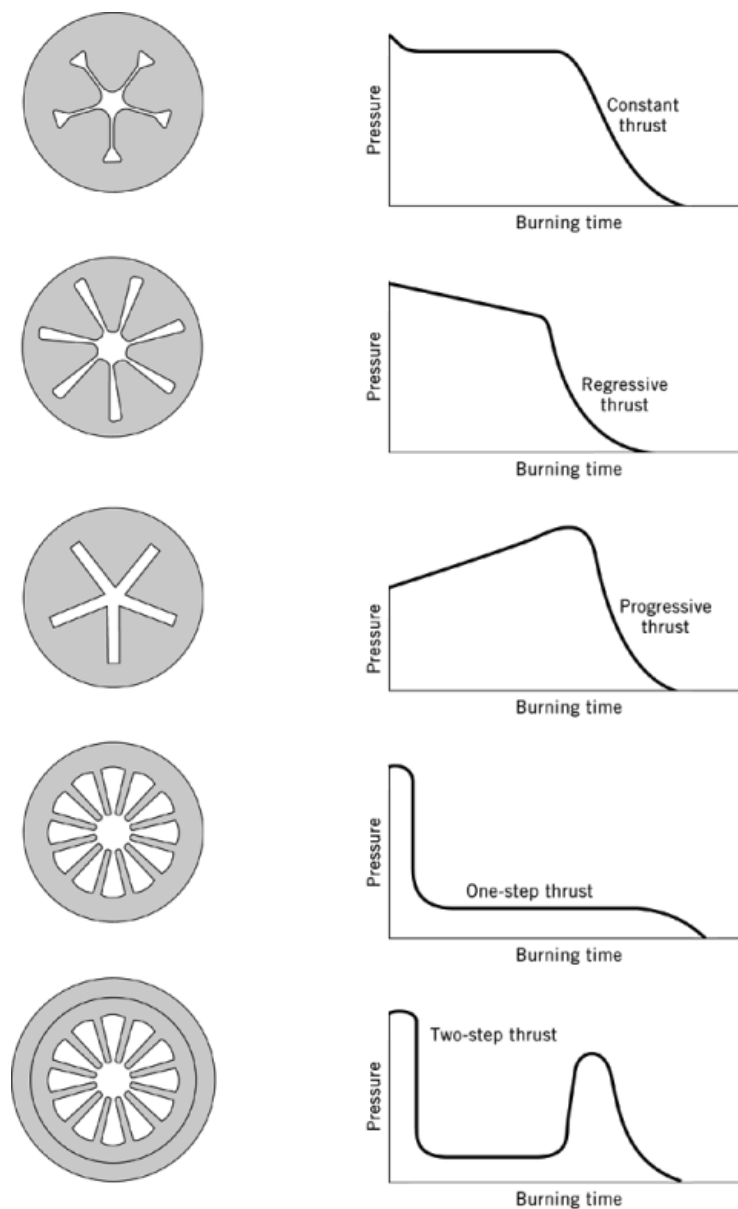 Pressure
Constant
thrust
Burning time
Pressure
Regressive
thrust
Burning time
Pressure
Progressive
thrust
Burning time
Pressure
One-step thrust
Burning time
Pressure
Two-step thrust
Burning time